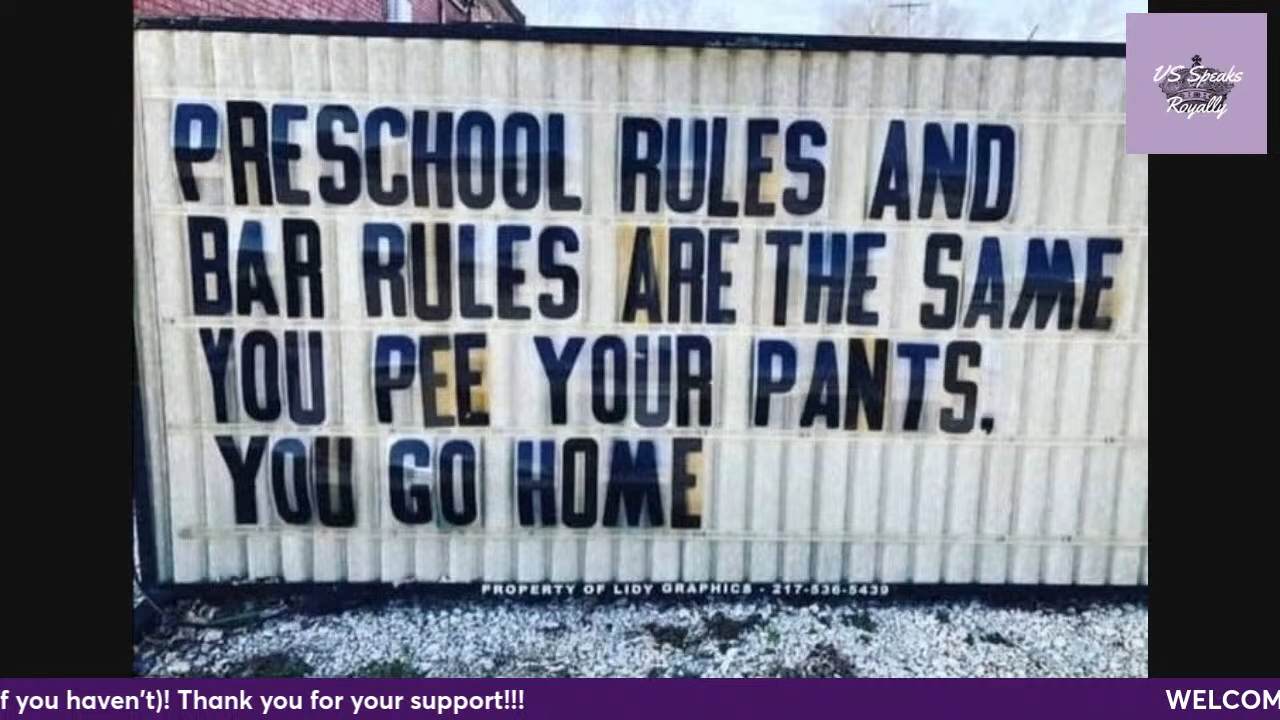 VS Speaks
Royally
PRESCHOOL RULES AND
BAR RULES ARE THE SAME
YOU PEE YOUR PANTS,
YOU GO HOME
PROPERTY OF LIDY GRAPHICS - 217-536-5439
f you haven't)! Thank you for your support!!! WELCOM